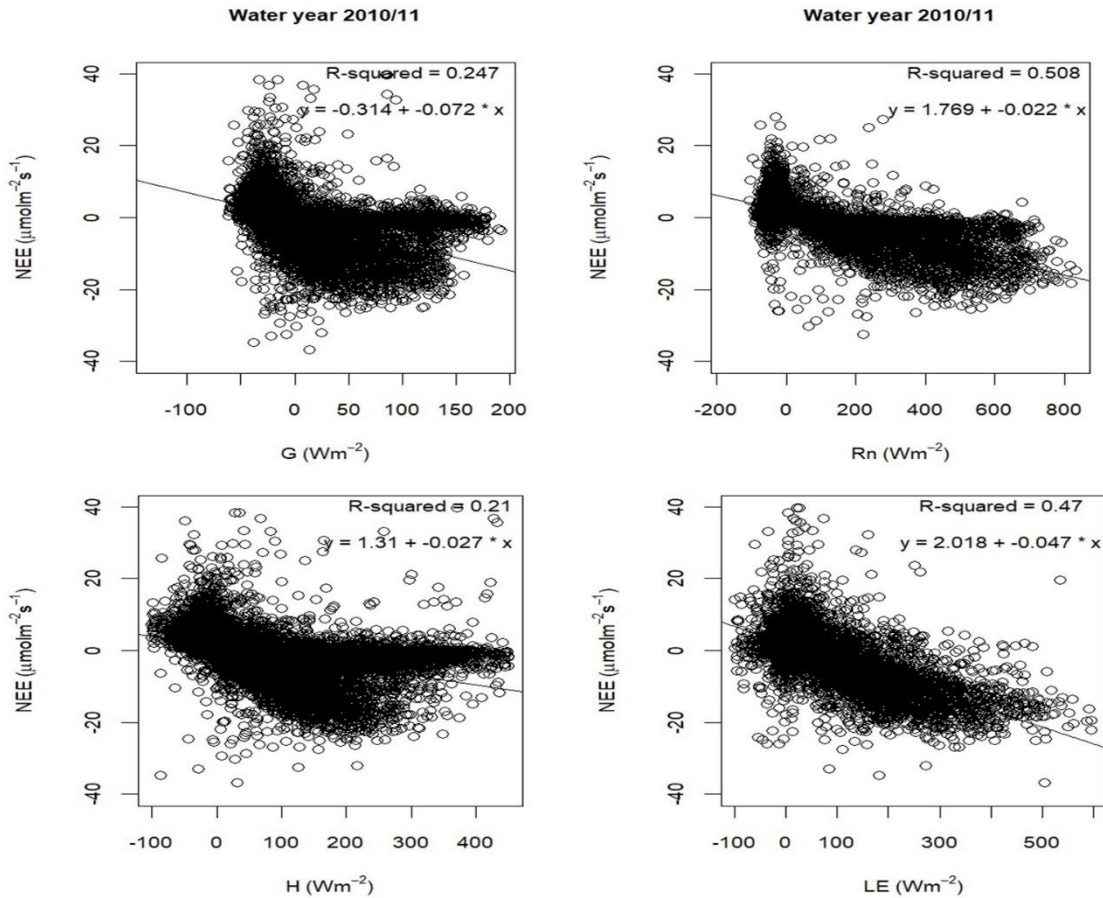 Water year 2010/11
R-squared = 0.247
y = -0.314 + -0.072 * x
40
20
0
20
40
NEE (μmolm−2s−1)
-100
0
50
100
150
200
G (Wm−2)
Water year 2010/11
R-squared = 0.508
y = 1.769 + -0.022 * x
40
20
0
20
40
NEE (μmolm−2s−1)
-200
0
200
400
600
800
Rn (Wm−2)
R-squared = 0.21
y = 1.31 + -0.027 * x
40
20
0
20
40
NEE (μmolm−2s−1)
-100
0
100
200
300
400
H (Wm−2)
R-squared = 0.47
y = 2.018 + -0.047 * x
40
20
0
20
40
NEE (μmolm−2s−1)
-100
0
100
200
300
500
LE (Wm−2)